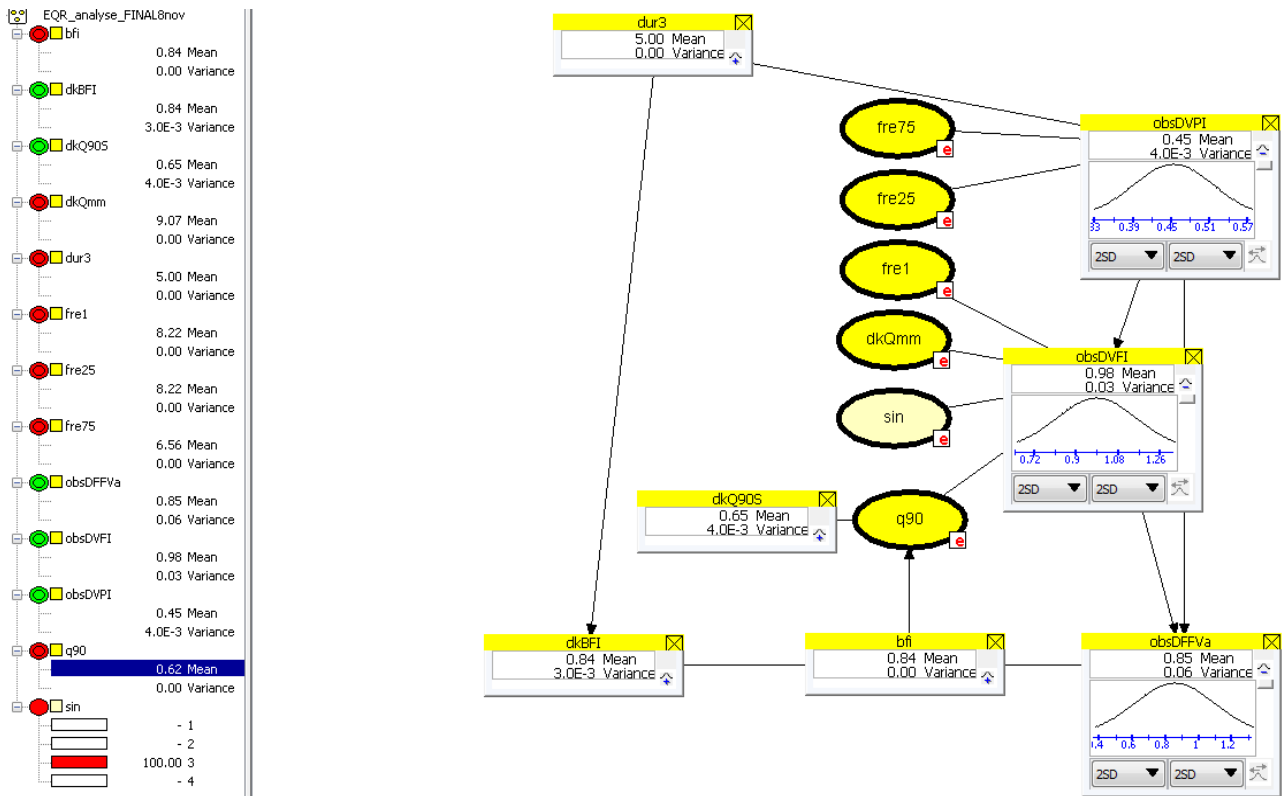 EQR_analyse_FINAL8nov
bfi
0.84 Mean
0.00 Variance
dkBFI
0.84 Mean
3.0E-3 Variance
dkQ90S
0.65 Mean
4.0E-3 Variance
dkQmm
9.07 Mean
0.00 Variance
dur3
5.00 Mean
0.00 Variance
fre1
8.22 Mean
0.00 Variance
fre25
8.22 Mean
0.00 Variance
fre75
6.56 Mean
0.00 Variance
obsDFFVa
0.85 Mean
0.06 Variance
obsDVFI
0.98 Mean
0.03 Variance
obsDVPI
0.45 Mean
4.0E-3 Variance
q90
0.62 Mean
0.00 Variance
sin
- 1
- 2
100.00 3
- 4
dur3
5.00 Mean
0.00 Variance
fre75
e
fre25
e
fre1
e
dkQmm
e
sin
e
q90
e
obsDVPI
0.45 Mean
4.0E-3 Variance
33 0.39 0.45 0.51 0.57
2SD 2SD
obsDVFI
0.98 Mean
0.03 Variance
0.72 0.9 1.08 1.26
2SD 2SD
dkQ90S
0.65 Mean
4.0E-3 Variance
dkBFI
0.84 Mean
3.0E-3 Variance
bfi
0.84 Mean
0.00 Variance
obsDFFVa
0.85 Mean
0.06 Variance
.4 0.6 0.8 1 1.2
2SD 2SD